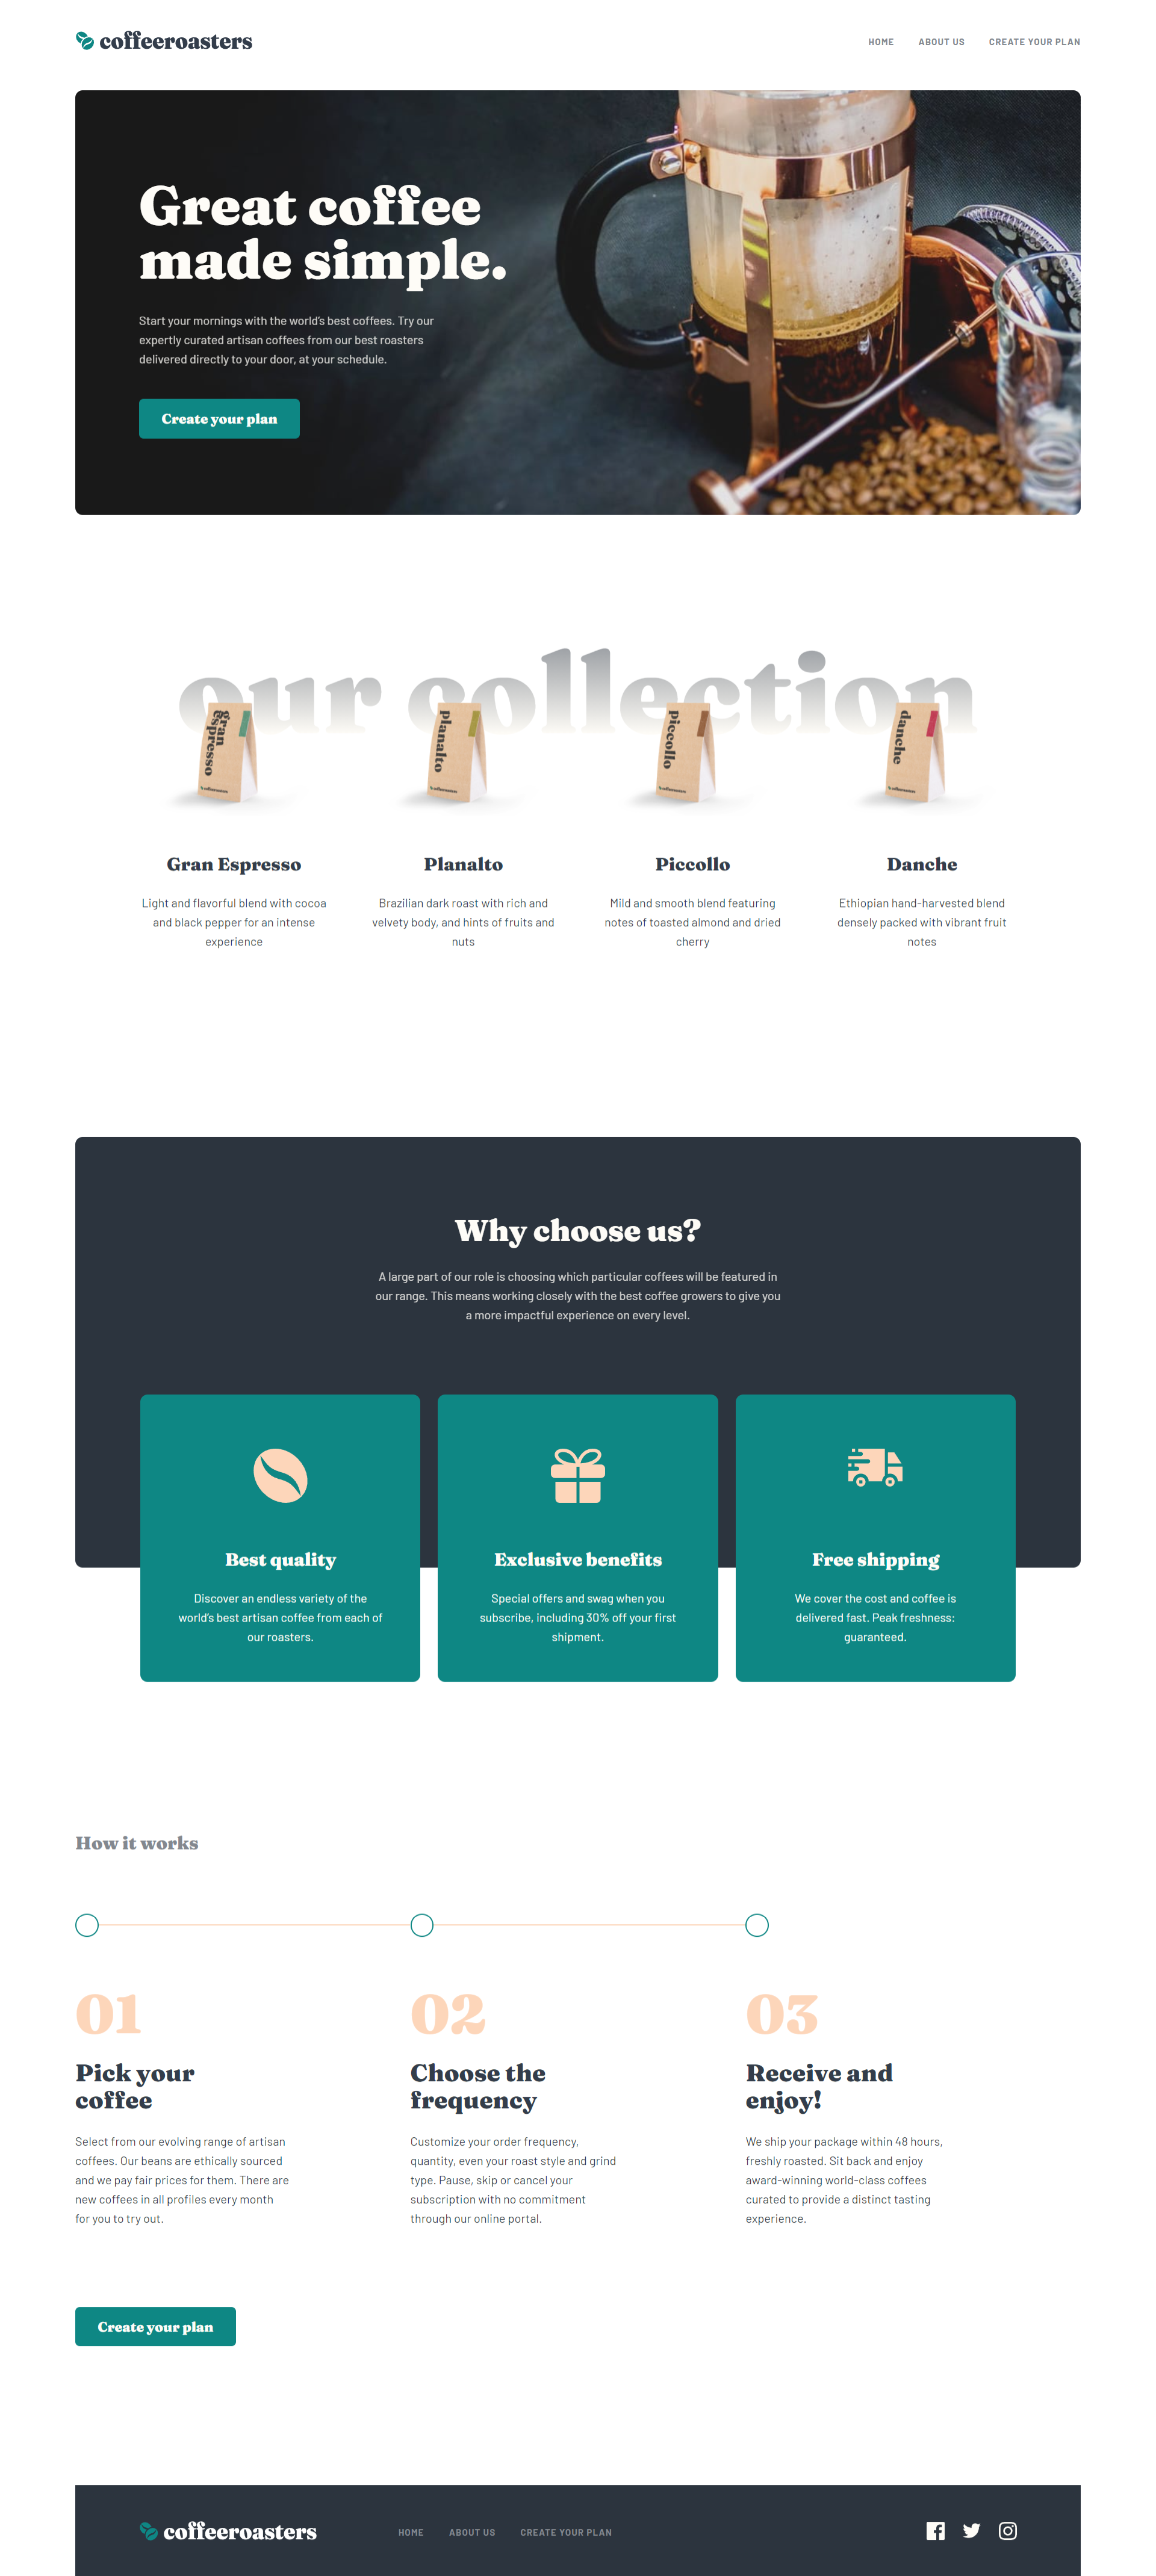 coffeeroasters
HOME ABOUT US CREATE YOUR PLAN
Great coffee
made simple.
Start your mornings with the world's best coffees. Try our
expertly curated artisan coffees from our best roasters
delivered directly to your door, at your schedule.
Create your plan
our collection
gran
espresso
coffeeroasters
planalto
coffeeroasters
piccollo
coffeeroasters
danche
coffeeroasters
Gran Espresso
Light and flavorful blend with cocoa
and black pepper for an intense
experience
Planalto
Brazilian dark roast with rich and
velvety body, and hints of fruits and
nuts
Piccollo
Mild and smooth blend featuring
notes of toasted almond and dried
cherry
Danche
Ethiopian hand-harvested blend
densely packed with vibrant fruit
notes
Why choose us?
A large part of our role is choosing which particular coffees will be featured in
our range. This means working closely with the best coffee growers to give you
a more impactful experience on every level.
Best quality
Discover an endless variety of the
world's best artisan coffee from each of
our roasters.
Exclusive benefits
Special offers and swag when you
subscribe, including 30% off your first
shipment.
Free shipping
We cover the cost and coffee is
delivered fast. Peak freshness:
guaranteed.
How it works
01
Pick your
coffee
Select from our evolving range of artisan
coffees. Our beans are ethically sourced
and we pay fair prices for them. There are
new coffees in all profiles every month
for you to try out.
02
Choose the
frequency
Customize your order frequency,
quantity, even your roast style and grind
type. Pause, skip or cancel your
subscription with no commitment
through our online portal.
03
Receive and
enjoy!
We ship your package within 48 hours,
freshly roasted. Sit back and enjoy
award-winning world-class coffees
curated to provide a distinct tasting
experience.
Create your plan
coffeeroasters
HOME ABOUT US CREATE YOUR PLAN